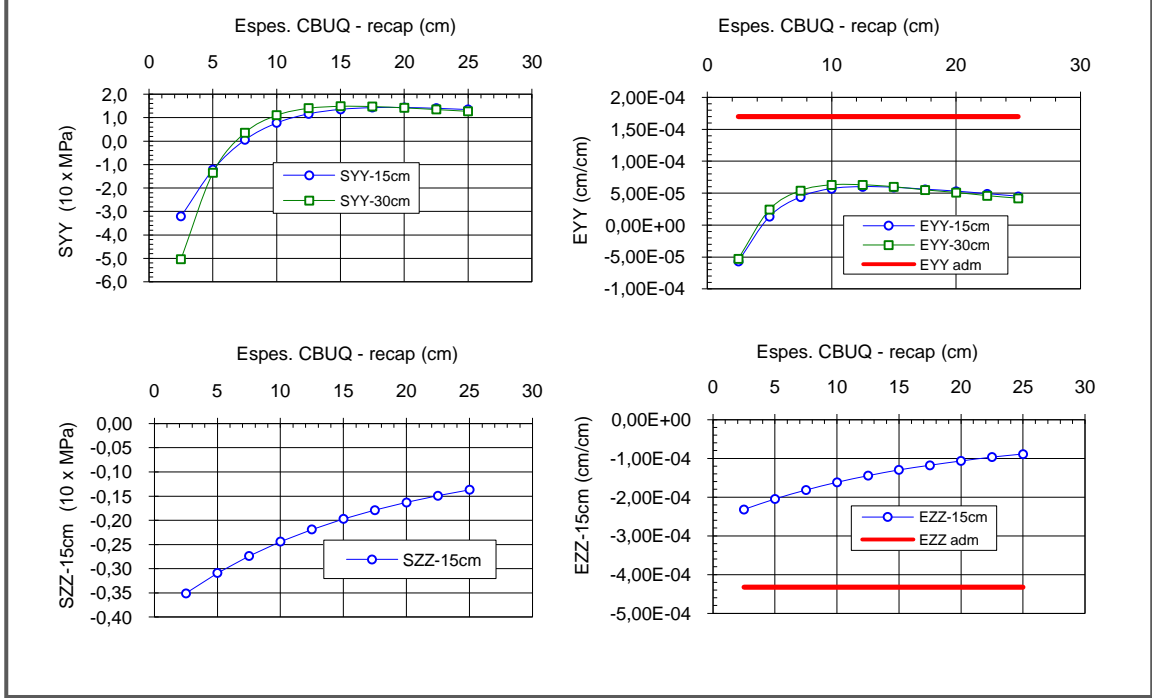 Espes. CBUQ - recap (cm)
0 5 10 15 20 25 30
2,0
1,0
0,0
-1,0
-2,0
-3,0
-4,0
-5,0
-6,0
SYY (10 x MPa)
SYY-15cm
SYY-30cm
Espes. CBUQ - recap (cm)
0 10 20 30
2,00E-04
1,50E-04
1,00E-04
5,00E-05
0,00E+00
-5,00E-05
-1,00E-04
EYY (cm/cm)
EYY-15cm
EYY-30cm
EYY adm
Espes. CBUQ - recap (cm)
0 5 10 15 20 25 30
0,00
-0,05
-0,10
-0,15
-0,20
-0,25
-0,30
-0,35
-0,40
SZZ-15cm (10 x MPa)
SZZ-15cm
Espes. CBUQ - recap (cm)
0 5 10 15 20 25 30
0,00E+00
-1,00E-04
-2,00E-04
-3,00E-04
-4,00E-04
-5,00E-04
EZZ-15cm (cm/cm)
EZZ-15cm
EZZ adm